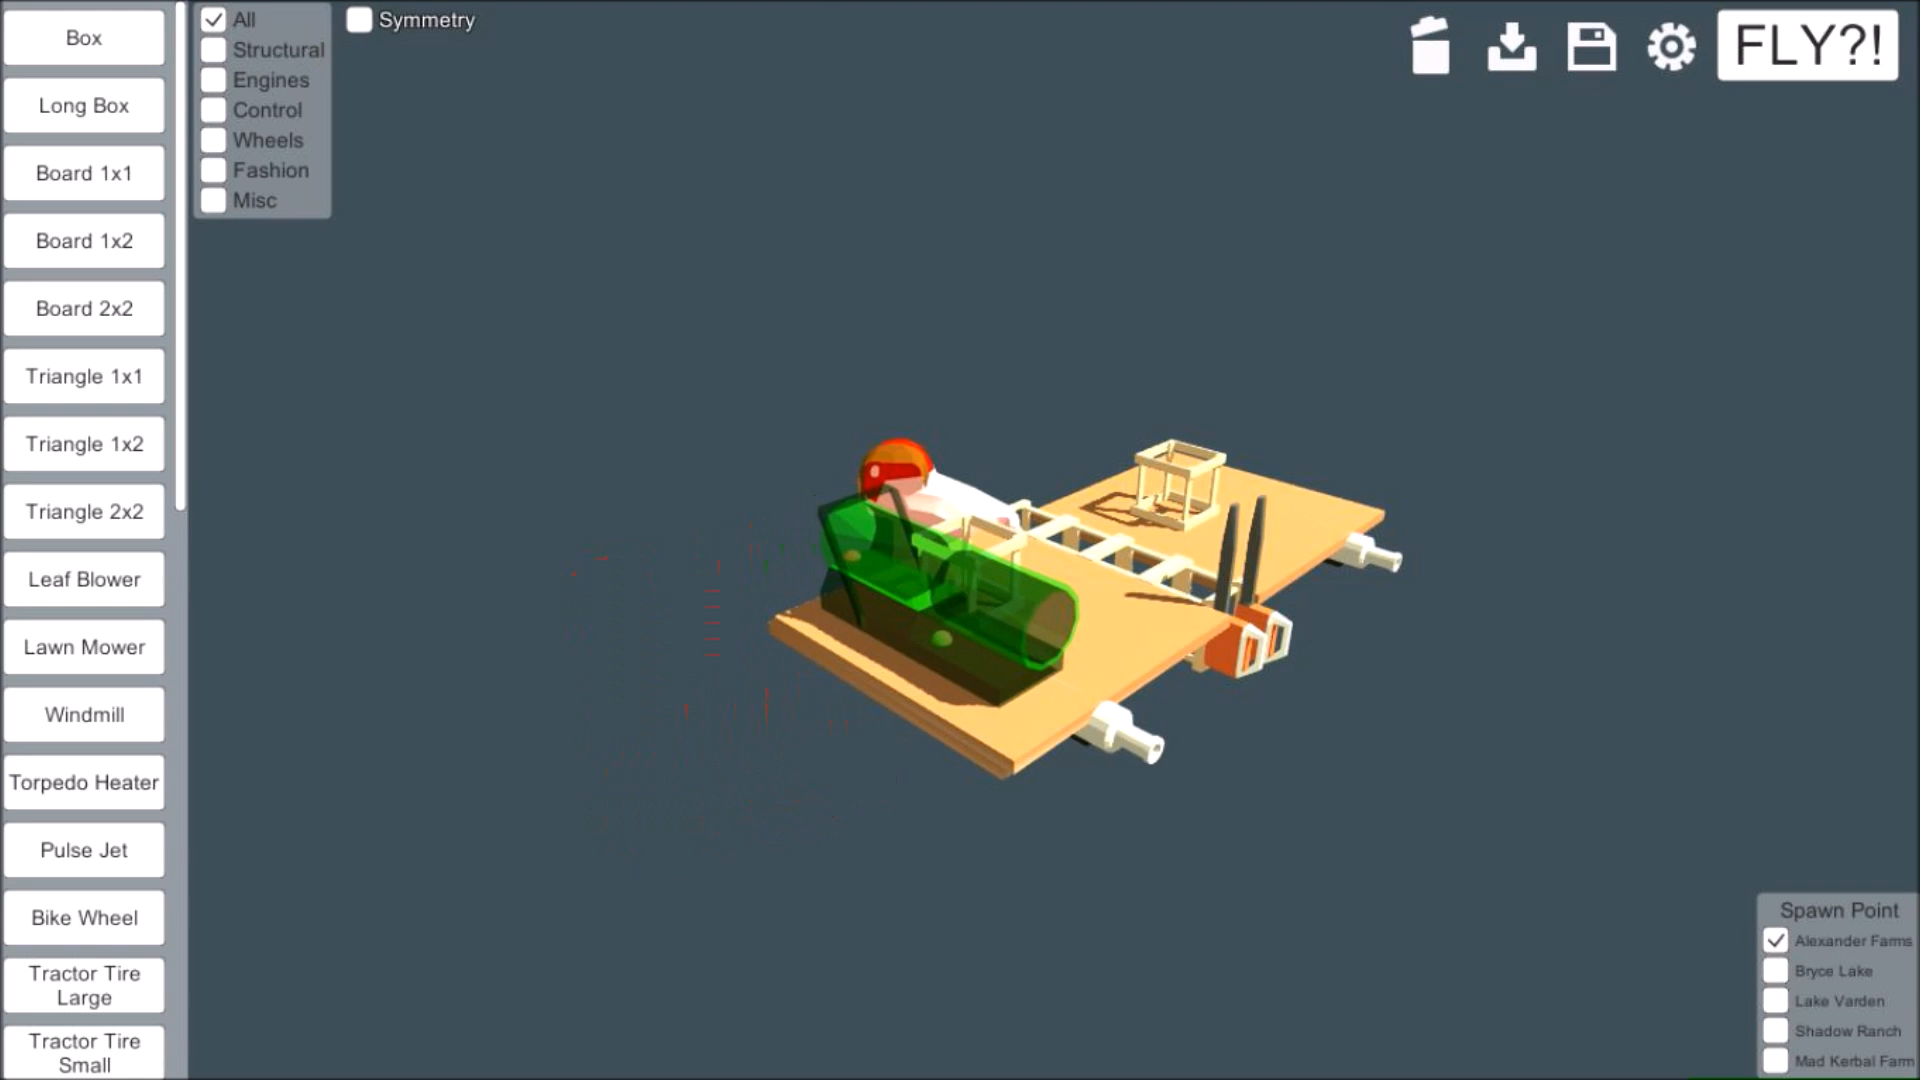 Box
Long Box
Board 1x1
Board 1x2
Board 2x2
Triangle 1x1
Triangle 1x2
Triangle 2x2
Leaf Blower
Lawn Mower
Windmill
Torpedo Heater
Pulse Jet
Bike Wheel
Tractor Tire
Large
Tractor Tire
Small
All
Structural
Engines
Control
Wheels
Fashion
Misc
Symmetry
FLY?!
Spawn Point
Alexander Farms
Bryce Lake
Lake Varden
Shadow Ranch
Mad Kerbal Farm